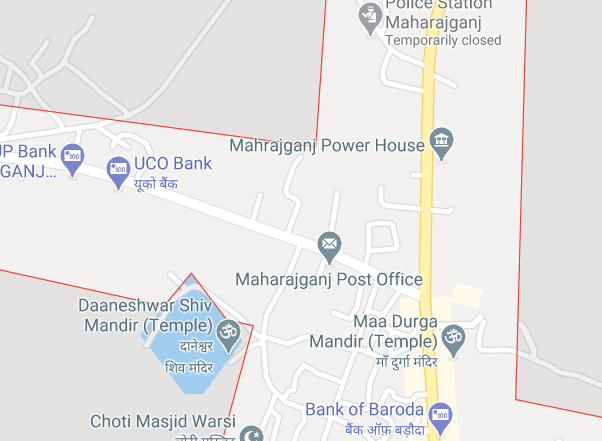 Police Station
Maharajganj
Temporarily closed
Mahrajganj Power House
UP Bank
GANJ...
UCO Bank
यूको बैंक
Maharajganj Post Office
Daaneshwar Shiv
Mandir (Temple)
दानेश्वर
शिव मंदिर
Maa Durga
Mandir (Temple)
माँ दुर्गा मंदिर
Bank of Baroda
बैंक ऑफ़ बड़ौदा
Choti Masjid Warsi